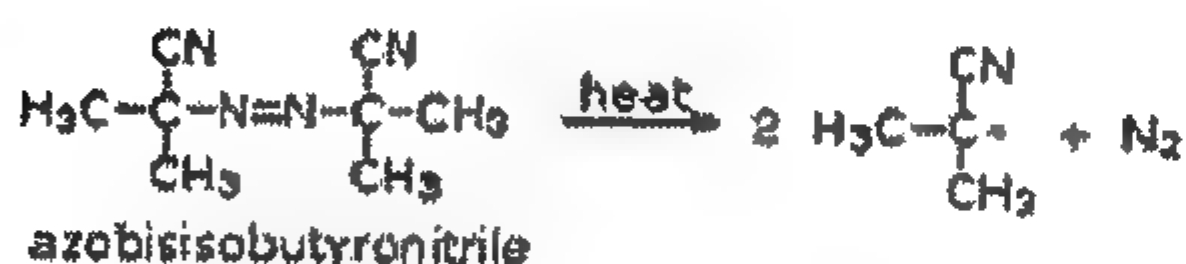 CN CN CN
H₃C-C-N=N-C-CH₃ heat 2 H₃C-C• + N₂
CH₃ CH₃ CH₃
azobisisobutyronitrile